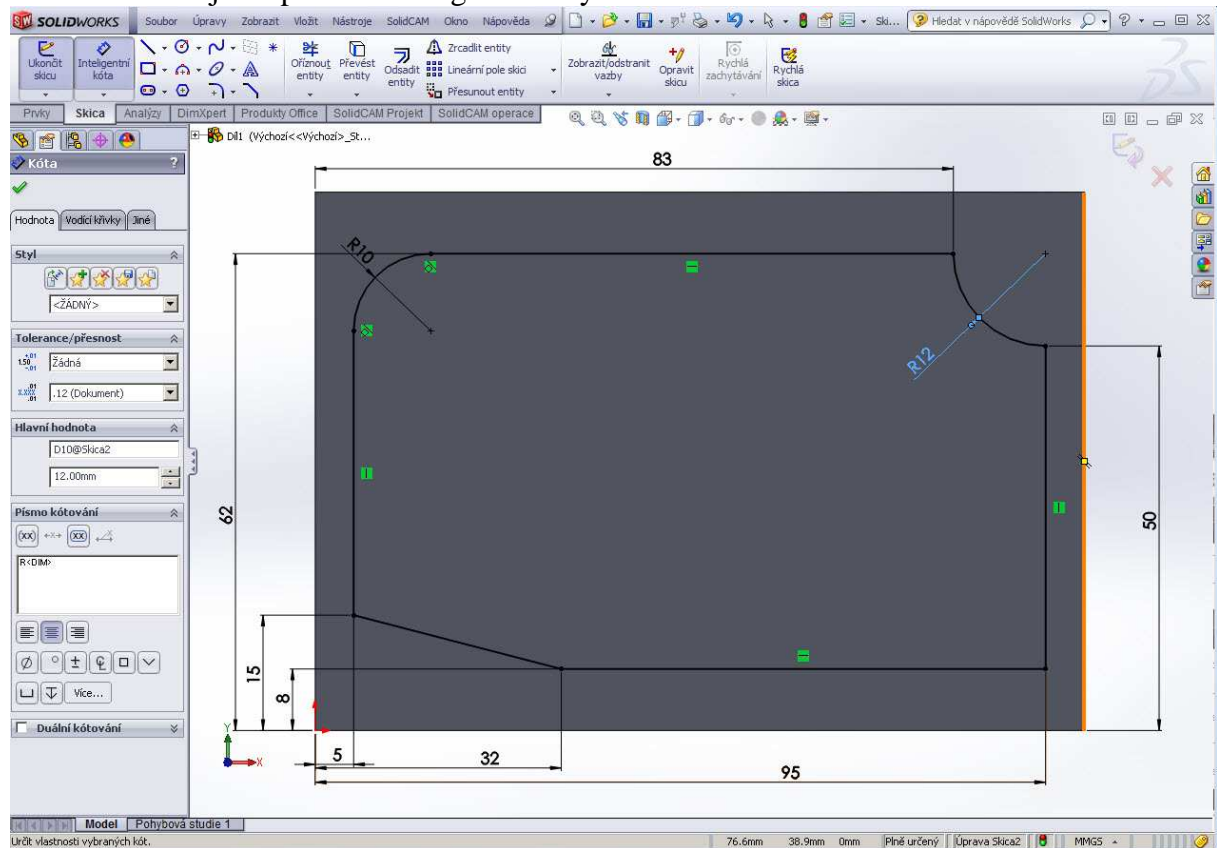 SOLIDWORKS Soubor Úpravy Zobrazit Vložit Nástroje SolidCAM Okno Nápověda Ski... Hledat v nápovědě SolidWorks
Ukončit skicu
Inteligentní kóta
Oříznout entity
Převést entity
Odsadit entity
Zrcadlit entity
Lineární pole skici
Přesunout entity
Zobrazit/odstranit vazby
Opravit skicu
Rychlá zachytávání
Rychlá skica
Prvky Skica Analýzy DimXpert Produkty Office SolidCAM Projekt SolidCAM operace
Díl1 (Výchozí<<Výchozí>_St...
Kóta ?
Hodnota Vodící křivky Jiné
Styl
<ŽÁDNÝ>
Tolerance/přesnost
Žádná
.12 (Dokument)
Hlavní hodnota
D10@Skica2
12.00mm
Písmo kótování
(xx) (xx)
R<DIM>
Více...
Duální kótování
83
R10
R12
62
50
15
8
5
32
95
Y
X
Model Pohybová studie 1
Určit vlastnosti vybraných kót. 76.6mm 38.9mm 0mm Plně určený Úprava Skica2 MMGS